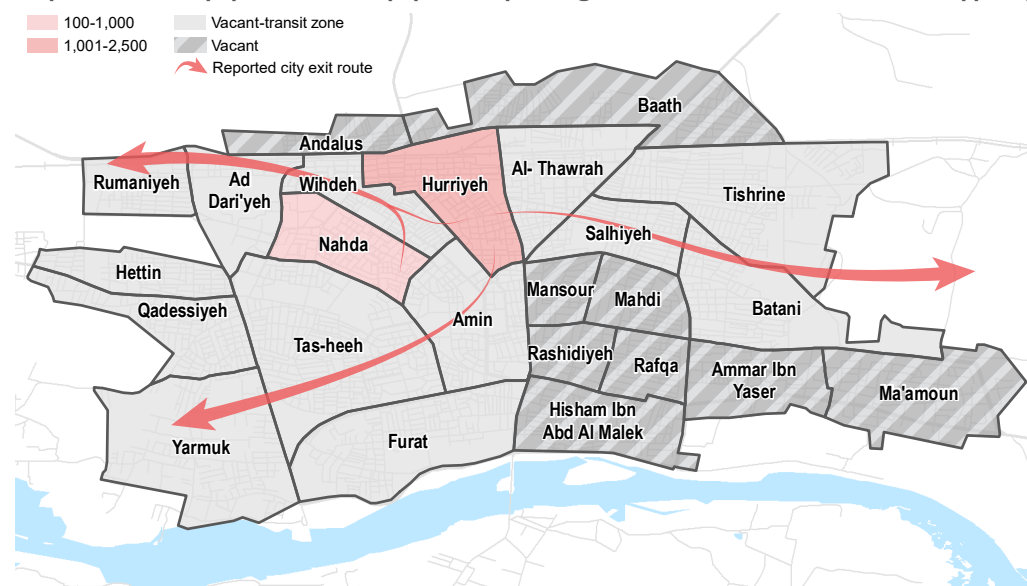 100-1,000
1,001-2,500
Vacant-transit zone
Vacant
Reported city exit route
Baath
Andalus
Rumaniyeh
Ad
Dari'yeh
Wihdeh
Hurriyeh
Al- Thawrah
Tishrine
Nahda
Salhiyeh
Hettin
Qadessiyeh
Mansour
Mahdi
Batani
Amin
Tas-heeh
Rashidiyeh
Rafqa
Ammar Ibn
Yaser
Ma'amoun
Hisham Ibn
Abd Al Malek
Furat
Yarmuk